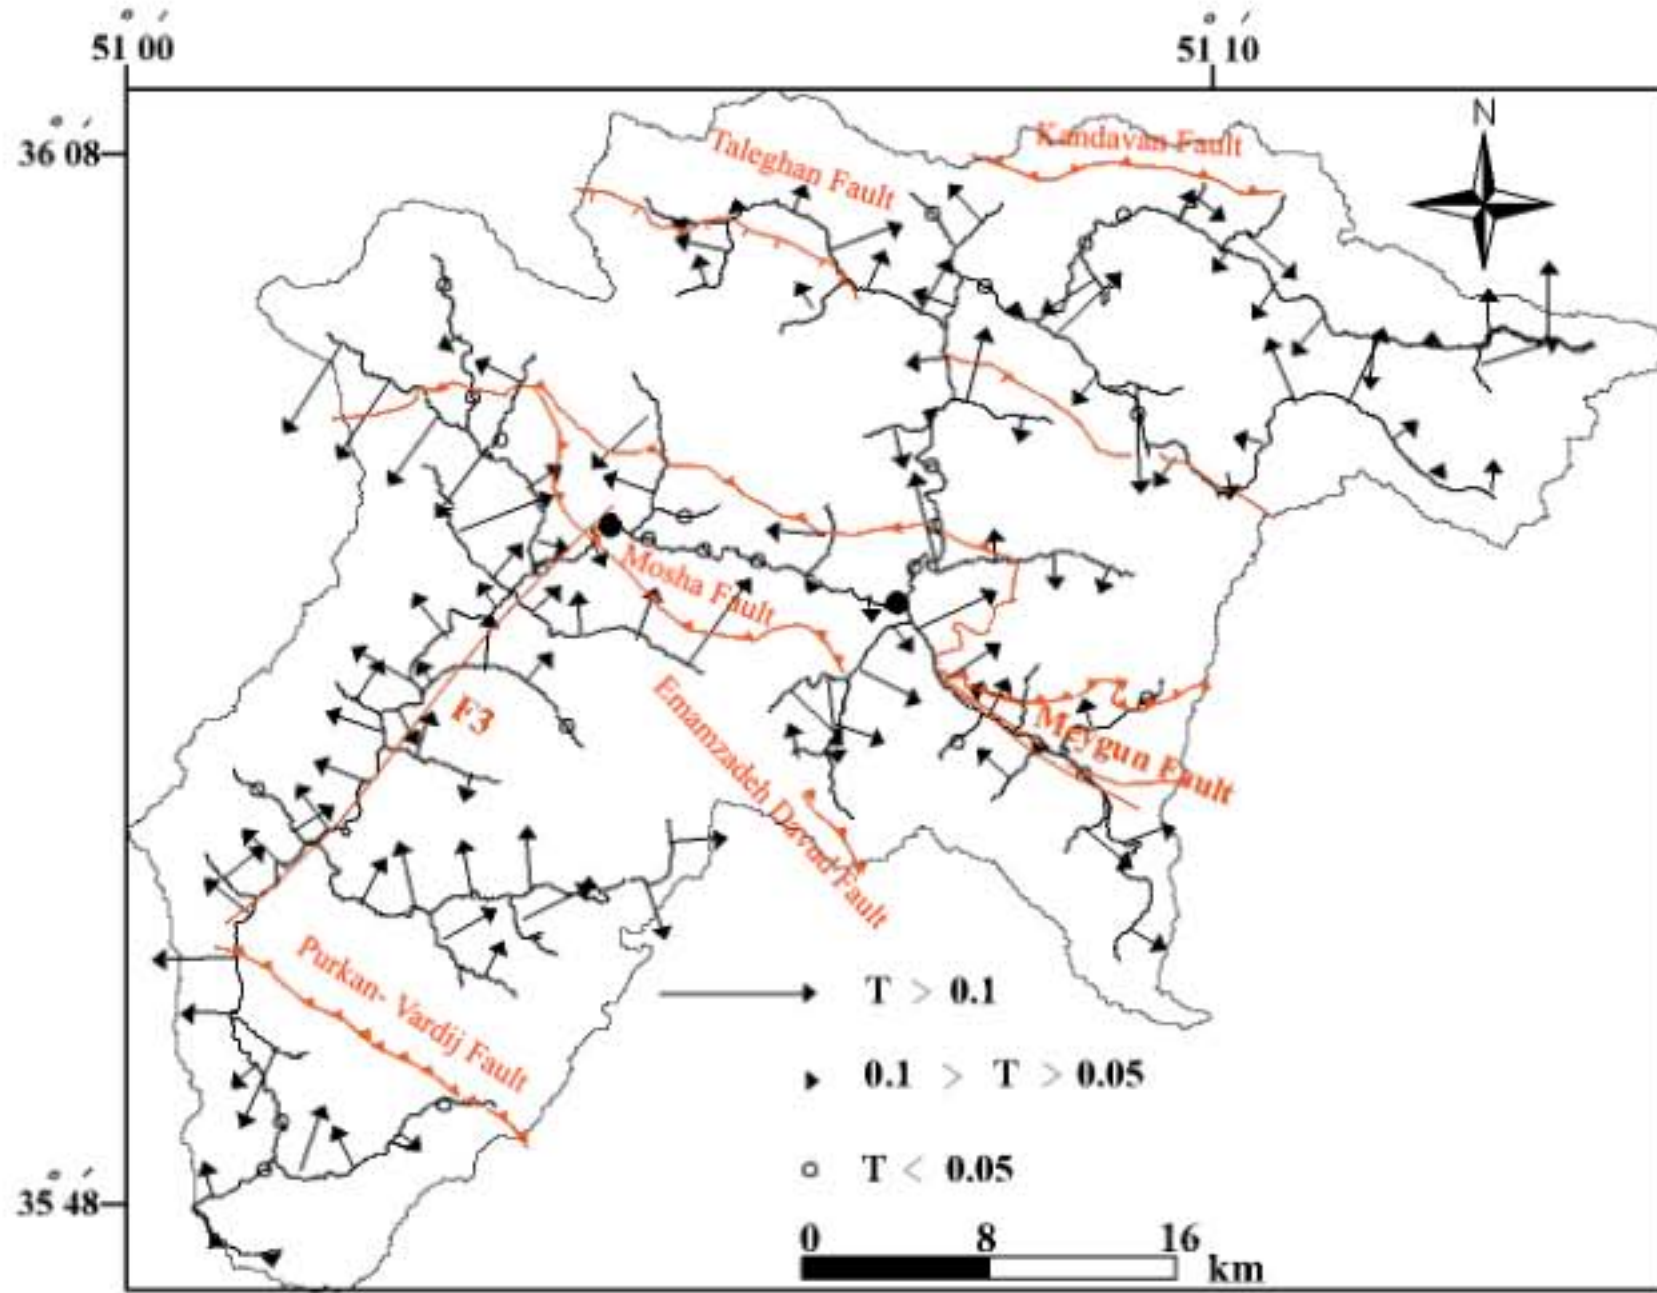 51 00
51 10
N
36 08
Taleghan Fault
Kandavan Fault
Mosha Fault
F3
Emamzadeh Davud Fault
Meygun Fault
Purkan- Vardij Fault
T > 0.1
0.1 > T > 0.05
T < 0.05
35 48
0 8 16
km